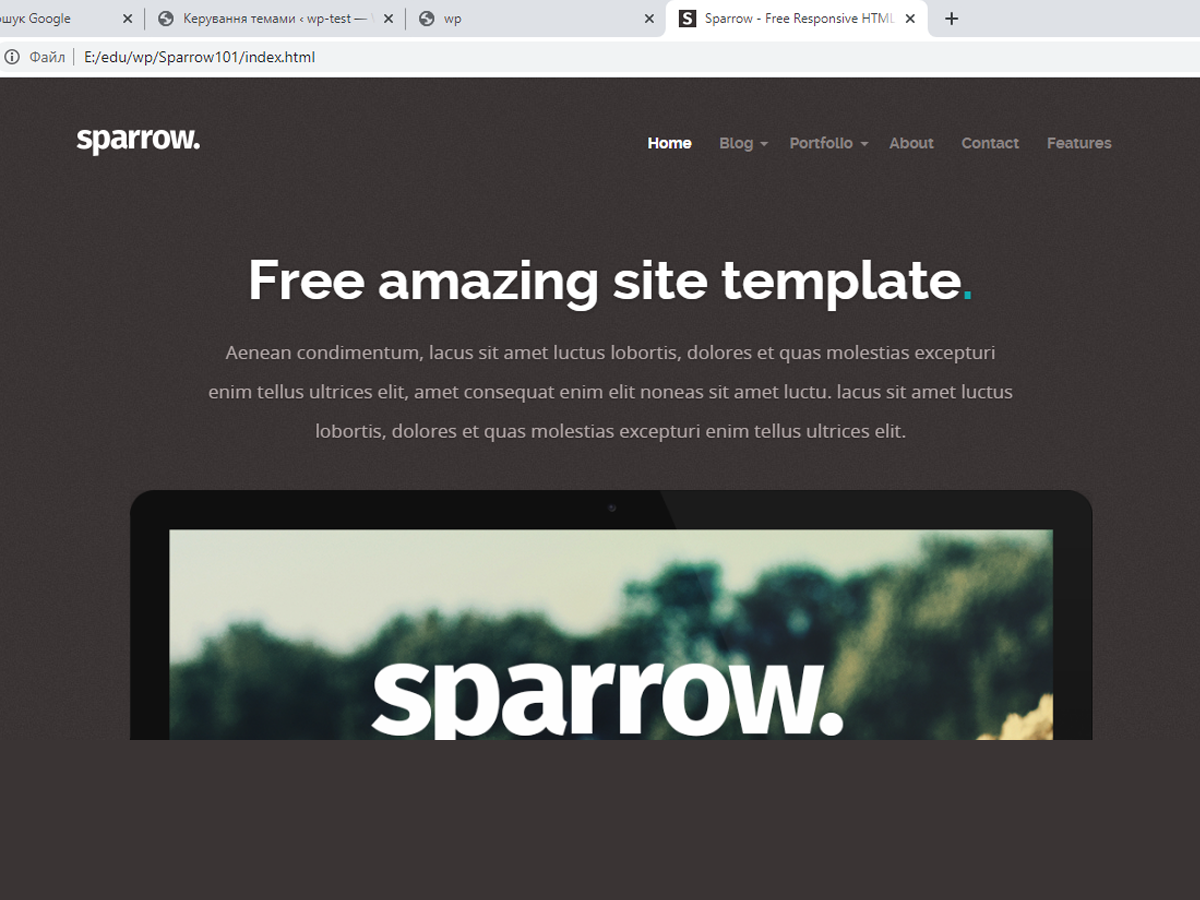 Google
Керування темами ‹ wp-test —
wp
Sparrow - Free Responsive HTML
Файл
E:/edu/wp/Sparrow101/index.html
sparrow.
Home Blog Portfolio About Contact Features
Free amazing site template.
Aenean condimentum, lacus sit amet luctus lobortis, dolores et quas molestias excepturi
enim tellus ultrices elit, amet consequat enim elit noneas sit amet luctu. lacus sit amet luctus
lobortis, dolores et quas molestias excepturi enim tellus ultrices elit.
sparrow.